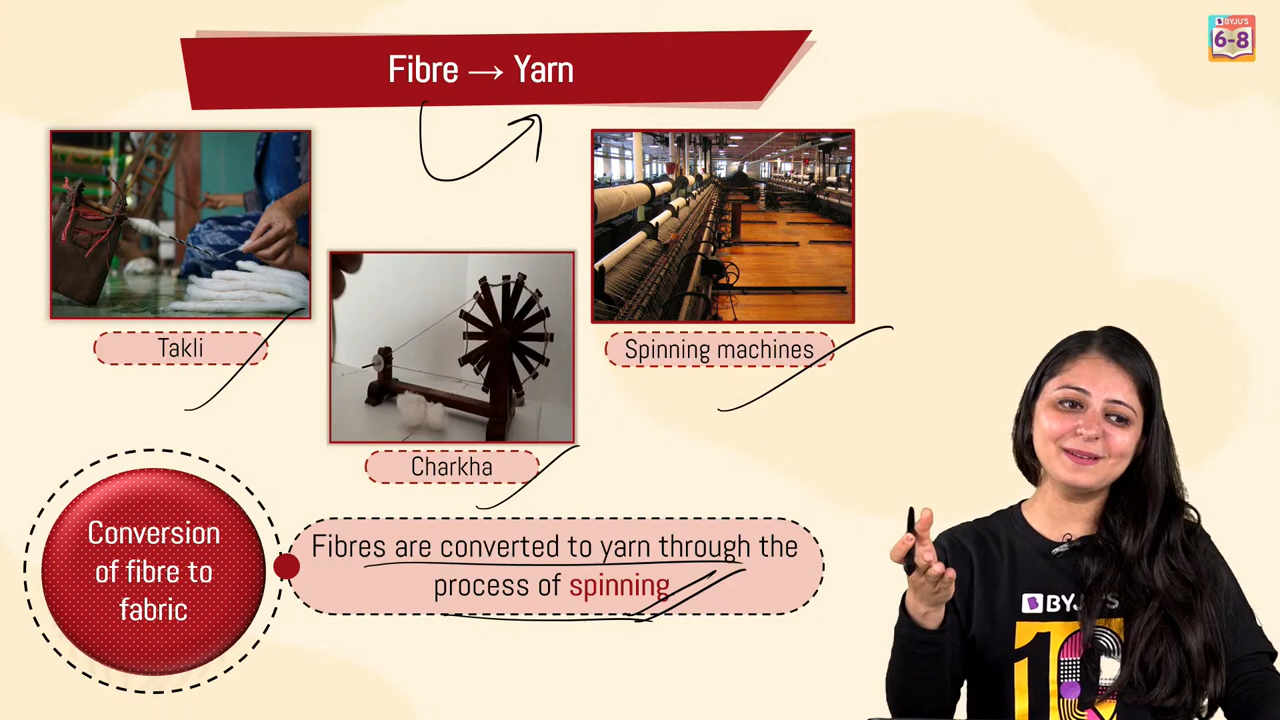 Fibre → Yarn
BYJU'S
6-8
Takli
Spinning machines
Charkha
Conversion
of fibre to
fabric
Fibres are converted to yarn through the
process of spinning.
BYJU'S